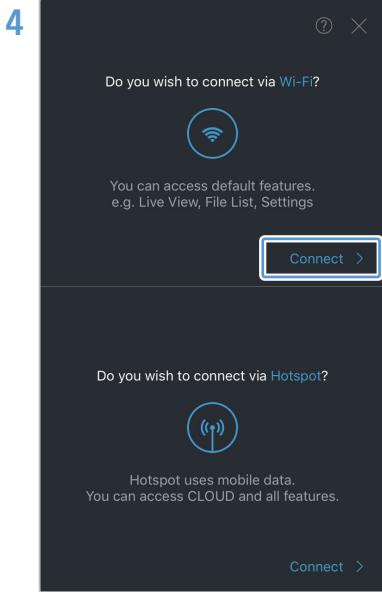 4
Do you wish to connect via Wi-Fi?
You can access default features.
e.g. Live View, File List, Settings
Connect >
Do you wish to connect via Hotspot?
Hotspot uses mobile data.
You can access CLOUD and all features.
Connect >